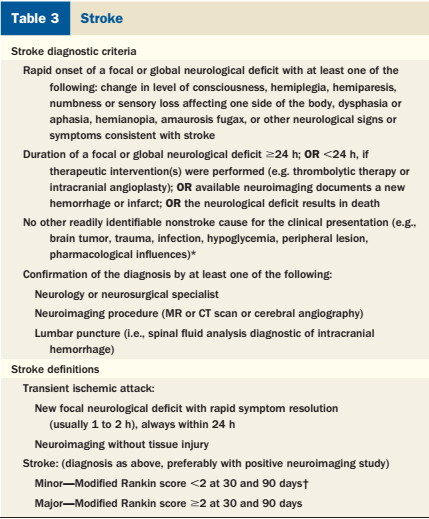 Table 3 Stroke
Stroke diagnostic criteria
Rapid onset of a focal or global neurological deficit with at least one of the
following: change in level of consciousness, hemiplegia, hemiparesis,
numbness or sensory loss affecting one side of the body, dysphasia or
aphasia, hemianopia, amaurosis fugax, or other neurological signs or
symptoms consistent with stroke
Duration of a focal or global neurological deficit ≥24 h; OR <24 h, if
therapeutic intervention(s) were performed (e.g. thrombolytic therapy or
intracranial angioplasty); OR available neuroimaging documents a new
hemorrhage or infarct; OR the neurological deficit results in death
No other readily identifiable nonstroke cause for the clinical presentation (e.g.,
brain tumor, trauma, infection, hypoglycemia, peripheral lesion,
pharmacological influences)*
Confirmation of the diagnosis by at least one of the following:
Neurology or neurosurgical specialist
Neuroimaging procedure (MR or CT scan or cerebral angiography)
Lumbar puncture (i.e., spinal fluid analysis diagnostic of intracranial
hemorrhage)
Stroke definitions
Transient ischemic attack:
New focal neurological deficit with rapid symptom resolution
(usually 1 to 2 h), always within 24 h
Neuroimaging without tissue injury
Stroke: (diagnosis as above, preferably with positive neuroimaging study)
Minor—Modified Rankin score <2 at 30 and 90 days†
Major—Modified Rankin score ≥2 at 30 and 90 days